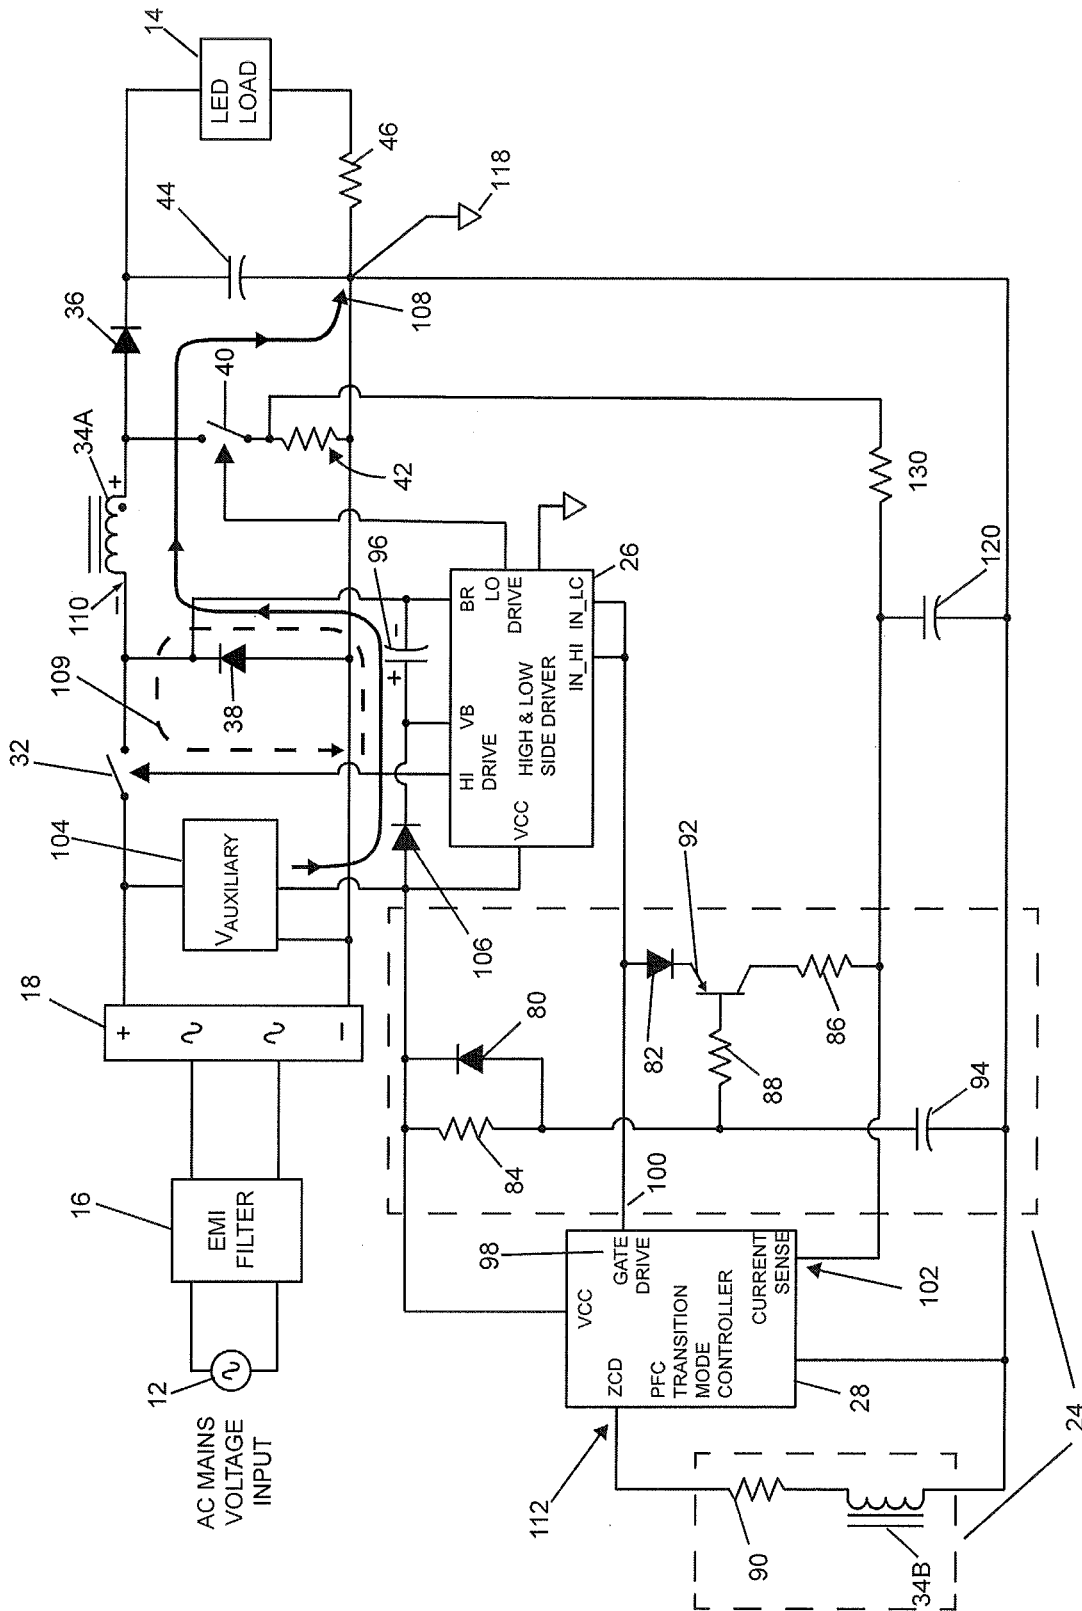 AC MAINS
VOLTAGE
INPUT
12
16
EMI
FILTER
18
+
−
104
VAUXILIARY
32
109
38
110
−
34A
+
36
40
42
44
108
118
46
14
LED
LOAD
96
+
−
106
HI
DRIVE
VB
BR
LO
DRIVE
VCC
HIGH & LOW
SIDE DRIVER
IN_HI
IN_LC
26
80
84
82
92
88
86
94
100
98
GATE
DRIVE
VCC
ZCD
PFC
TRANSITION
MODE
CONTROLLER
CURRENT
SENSE
28
102
112
90
34B
24
130
120